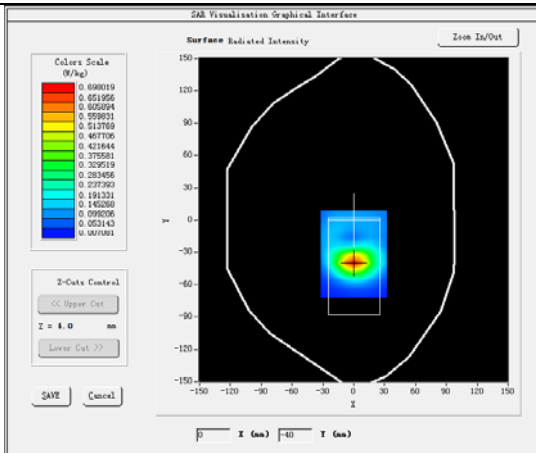 SAR Visualisation Graphical Interface
Surface Radiated Intensity
Zoom In/Out
Colors Scale
(W/kg)
0.698019
0.651956
0.605894
0.559831
0.513769
0.467706
0.421644
0.375581
0.329519
0.283456
0.237393
0.191331
0.145268
0.099206
0.053143
0.007081
Z-Cuts Control
<< Upper Cut
Z = 4.0 mm
Lower Cut >>
SAVE Cancel
150
120
90
60
30
0
-30
-60
-90
-120
-150
Y
-150 -120 -90 -60 -30 0 30 60 90 120 150
X
0 X (mm) -40 Y (mm)